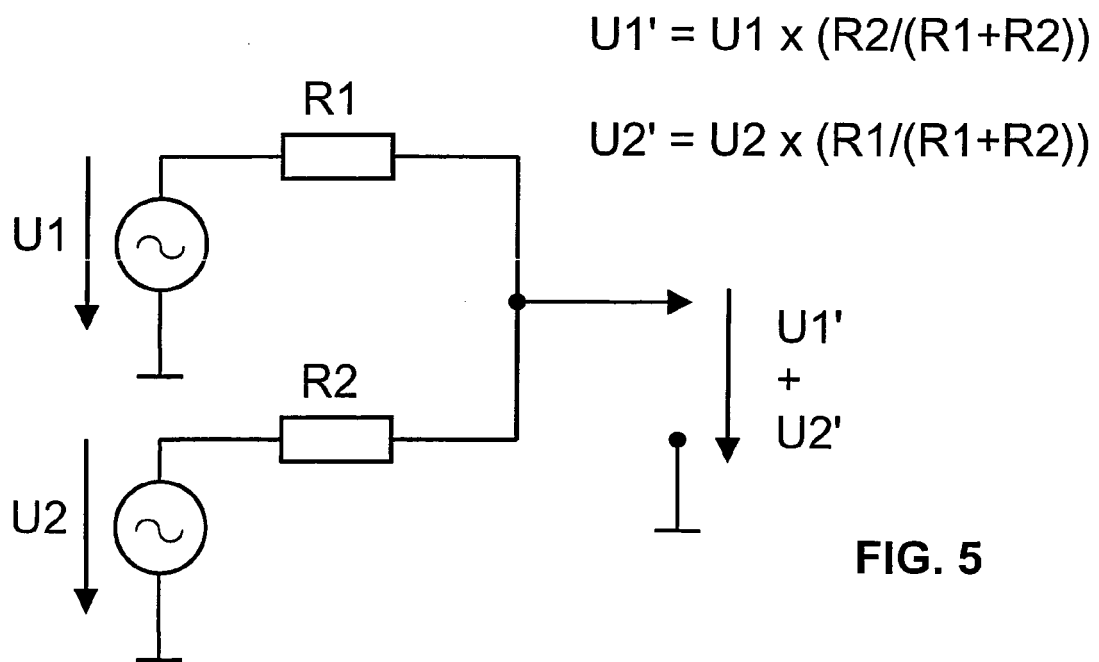 U1' = U1 x (R2/(R1+R2))
U2' = U2 x (R1/(R1+R2))
R1
U1
R2
U2
U1'
+
U2'
FIG. 5